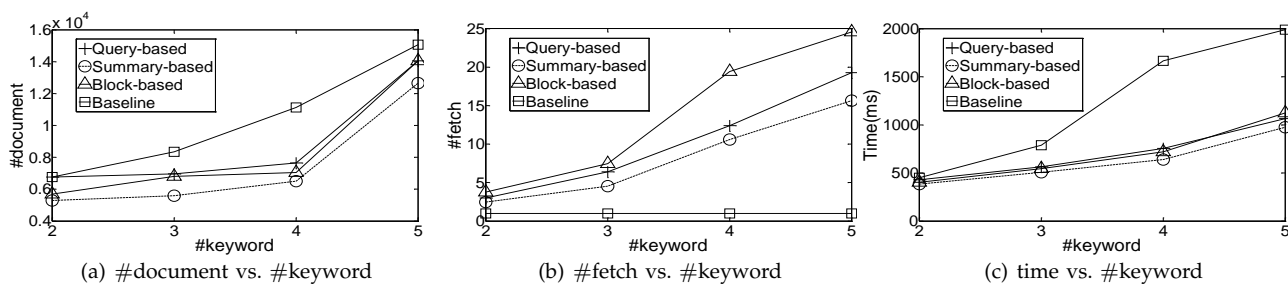 1.6 x 10^4
1.4
1.2
1
0.8
0.6
0.4
#document
Query-based
Summary-based
Block-based
Baseline
2 3 4 5
#keyword
(a) #document vs. #keyword
25
20
15
10
5
0
#fetch
Query-based
Summary-based
Block-based
Baseline
2 3 4 5
#keyword
(b) #fetch vs. #keyword
2000
1500
1000
500
0
Time(ms)
Query-based
Summary-based
Block-based
Baseline
2 3 4 5
#keyword
(c) time vs. #keyword